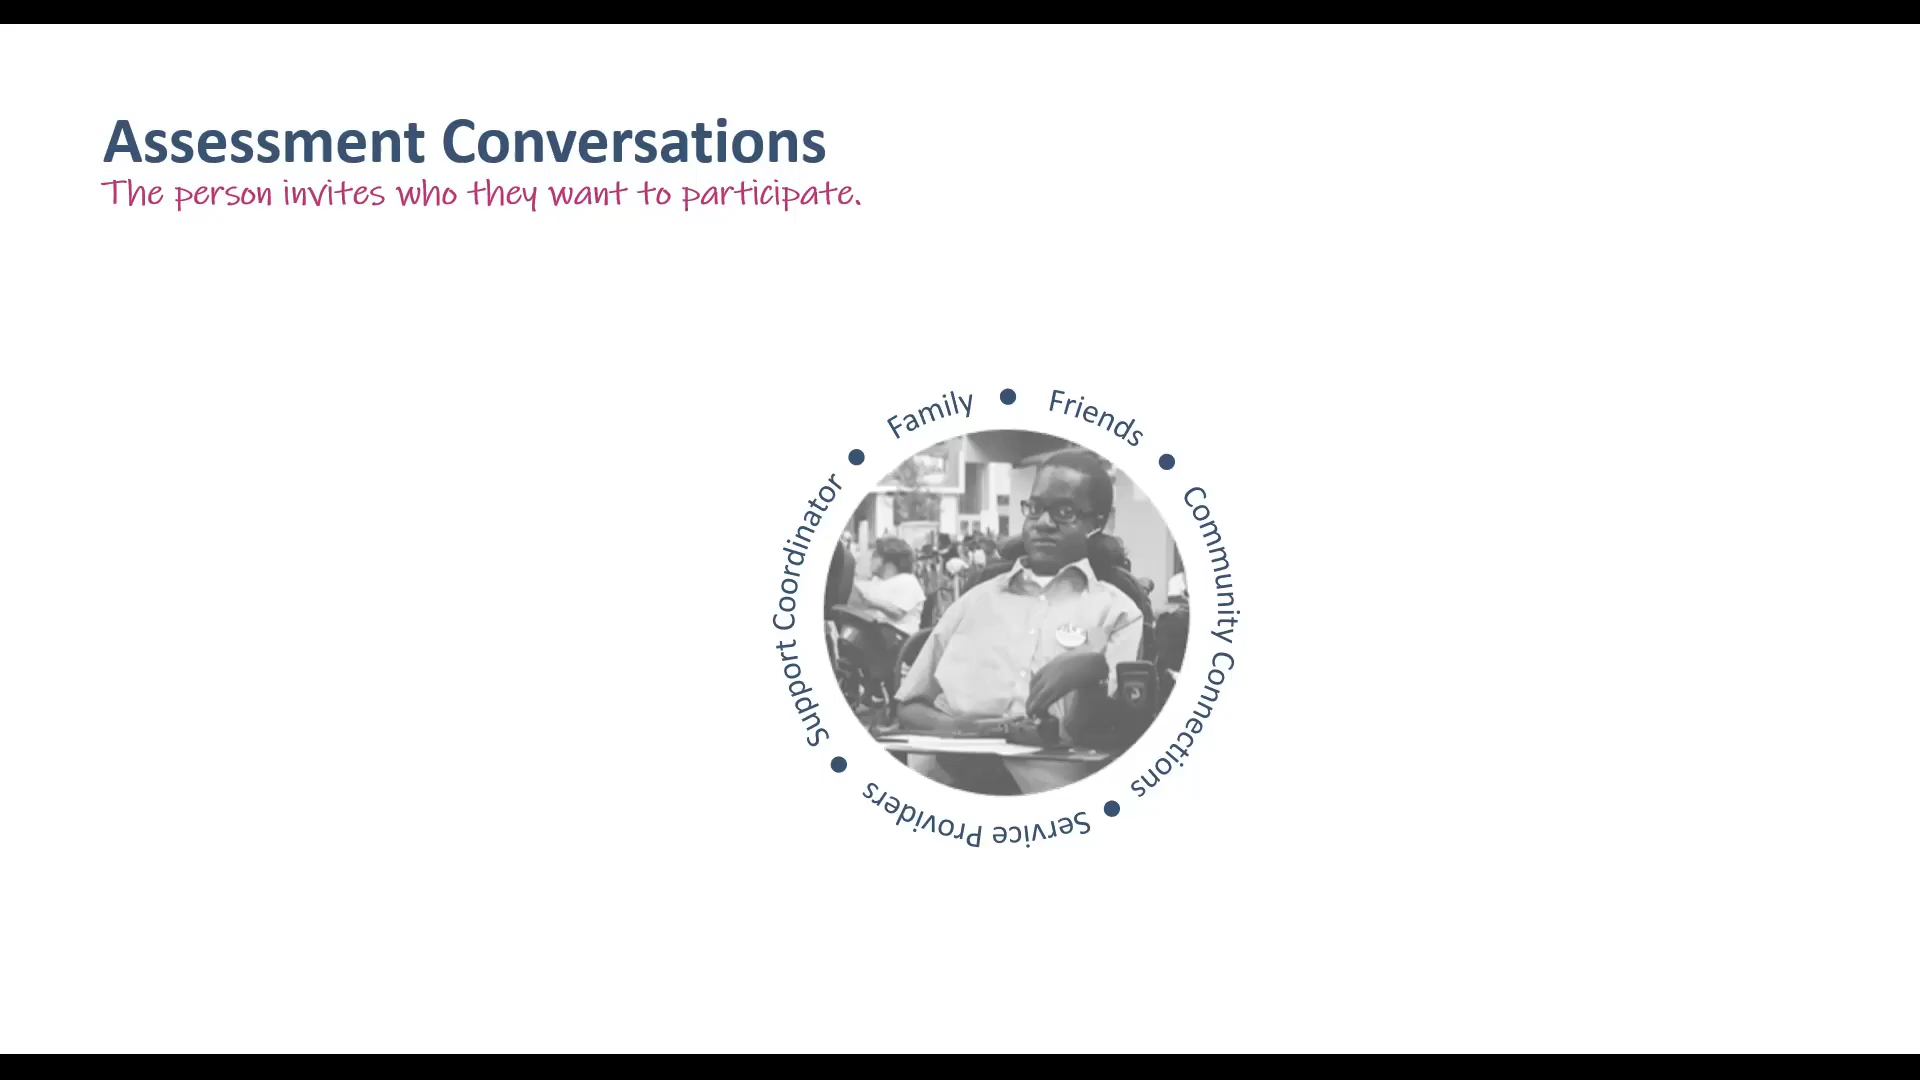 Assessment Conversations
The person invites who they want to participate.
Family
Friends
Community Connections
Service Providers
Support Coordinator